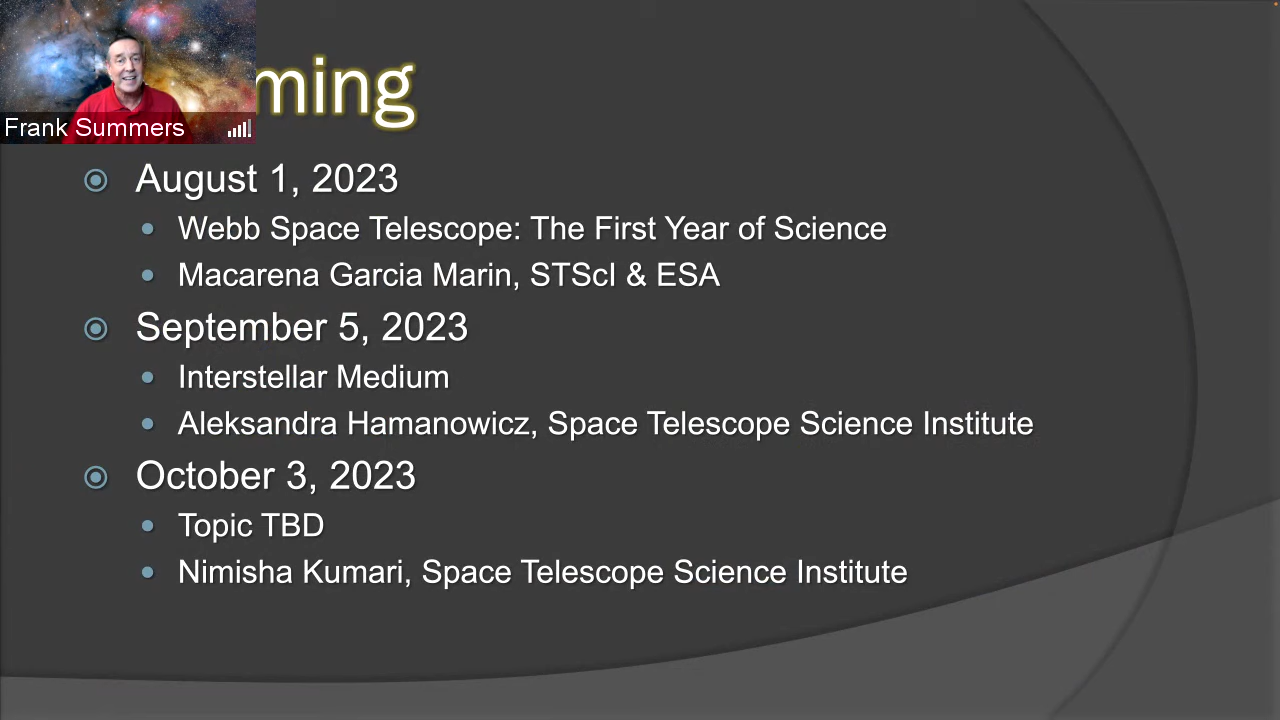 ming
Frank Summers
August 1, 2023
Webb Space Telescope: The First Year of Science
Macarena Garcia Marin, STScI & ESA
September 5, 2023
Interstellar Medium
Aleksandra Hamanowicz, Space Telescope Science Institute
October 3, 2023
Topic TBD
Nimisha Kumari, Space Telescope Science Institute